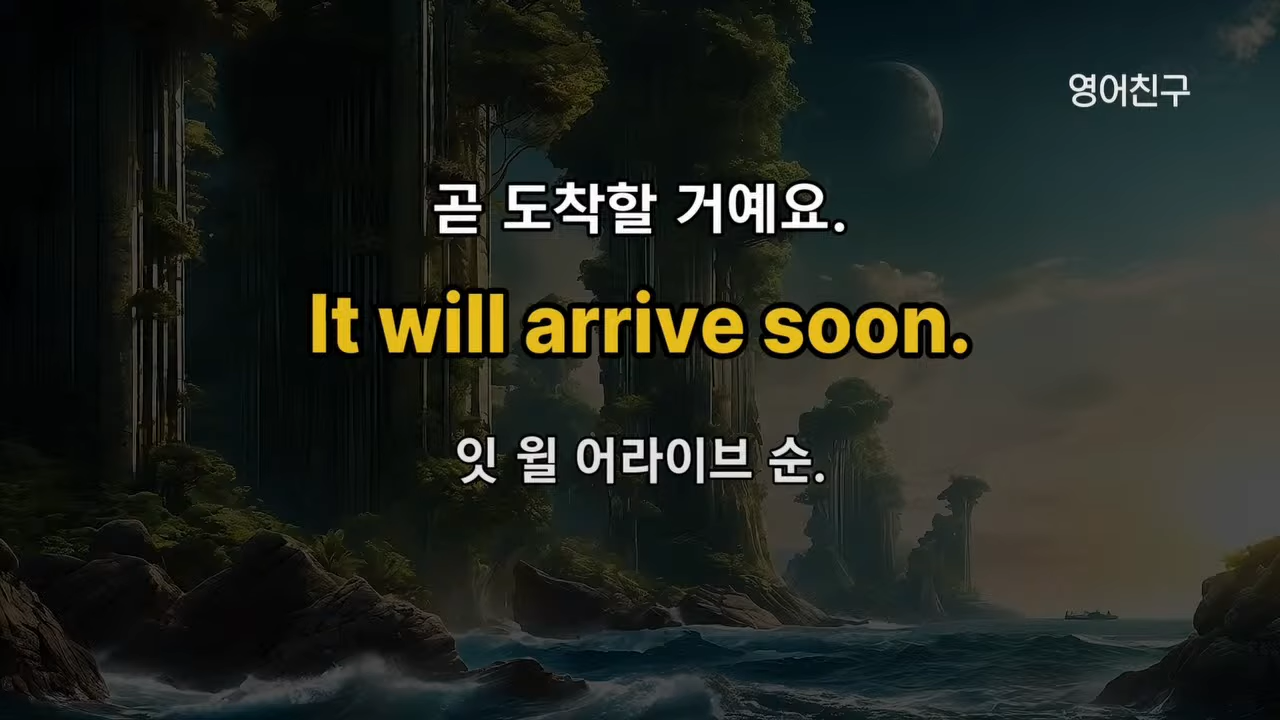 영어친구
곧 도착할 거예요.
It will arrive soon.
잇 윌 어라이브 순.